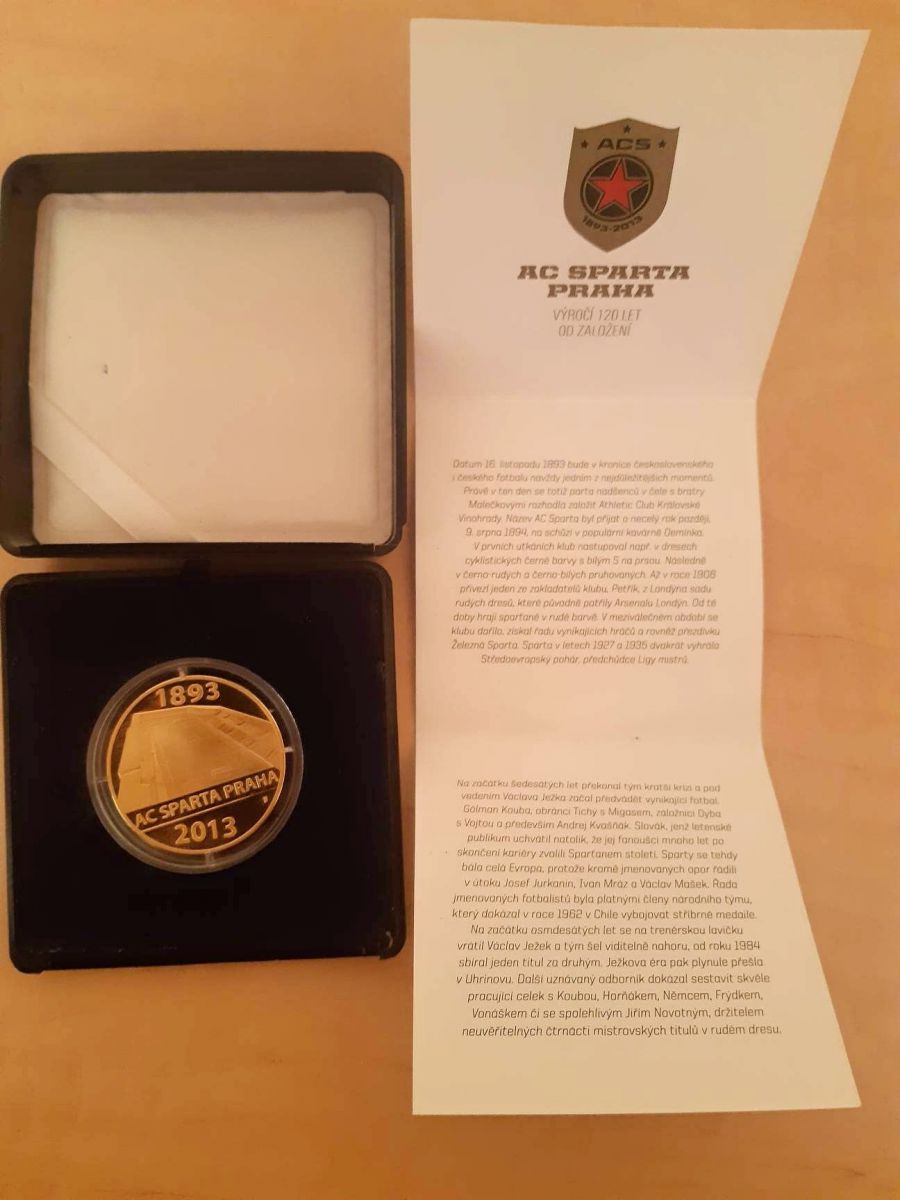 ACS
1893-2013
AC SPARTA
PRAHA
VÝROČÍ 120 LET
OD ZALOŽENÍ
Datum 16. listopadu 1893 bude v kronice československého
i českého fotbalu navždy jedním z nejdůležitějších momentů.
Právě v ten den se totiž parta nadšenců v čele s bratry
Malečkovými rozhodla založit Athletic Club Královské
Vinohrady. Název AC Sparta byl přijat o necelý rok později,
9. srpna 1894, na schůzi v populární kavárně Demínka.
V prvních utkáních klub nastupoval např. v dresech
cyklistických černé barvy s bílým S na prsou. Následně
v černo-rudých a černo-bílých pruhovaných. Až v roce 1906
přivezl jeden ze zakladatelů klubu, Petřík, z Londýna sadu
rudých dresů, které původně patřily Arsenalu Londýn. Od té
doby hrají sparťané v rudé barvě. V meziválečném období se
klubu dařilo, získal řadu vynikajících hráčů a rovněž přezdívku
Železná Sparta. Sparta v letech 1927 a 1935 dvakrát vyhrála
Středoevropský pohár, předchůdce Ligy mistrů.
Na začátku šedesátých let překonal tým kratší krizi a pod
vedením Václava Ježka začal předvádět vynikající fotbal.
Gólman Kouba, obránci Tichý s Migasem, záložníci Dyba
s Vojtou a především Andrej Kvašňák. Slovák, jenž letenské
publikum uchvátil natolik, že jej fanoušci mnoho let po
skončení kariéry zvolili Sparťanem století. Sparty se tehdy
bála celá Evropa, protože kromě jmenovaných opor řádili
v útoku Josef Jurkanin, Ivan Mráz a Václav Mašek. Řada
jmenovaných fotbalistů byla platnými členy národního týmu,
který dokázal v roce 1962 v Chile vybojovat stříbrné medaile.
Na začátku osmdesátých let se na trenérskou lavičku
vrátil Václav Ježek a tým šel viditelně nahoru, od roku 1984
sbíral jeden titul za druhým. Ježkova éra pak plynule přešla
v Uhrinovu. Další uznávaný odborník dokázal sestavit skvěle
pracující celek s Koubou, Horňákem, Němcem, Frýdkem,
Vonáškem či se spolehlivým Jiřím Novotným, držitelem
neuvěřitelných čtrnácti mistrovských titulů v rudém dresu.
1893
AC SPARTA PRAHA
2013